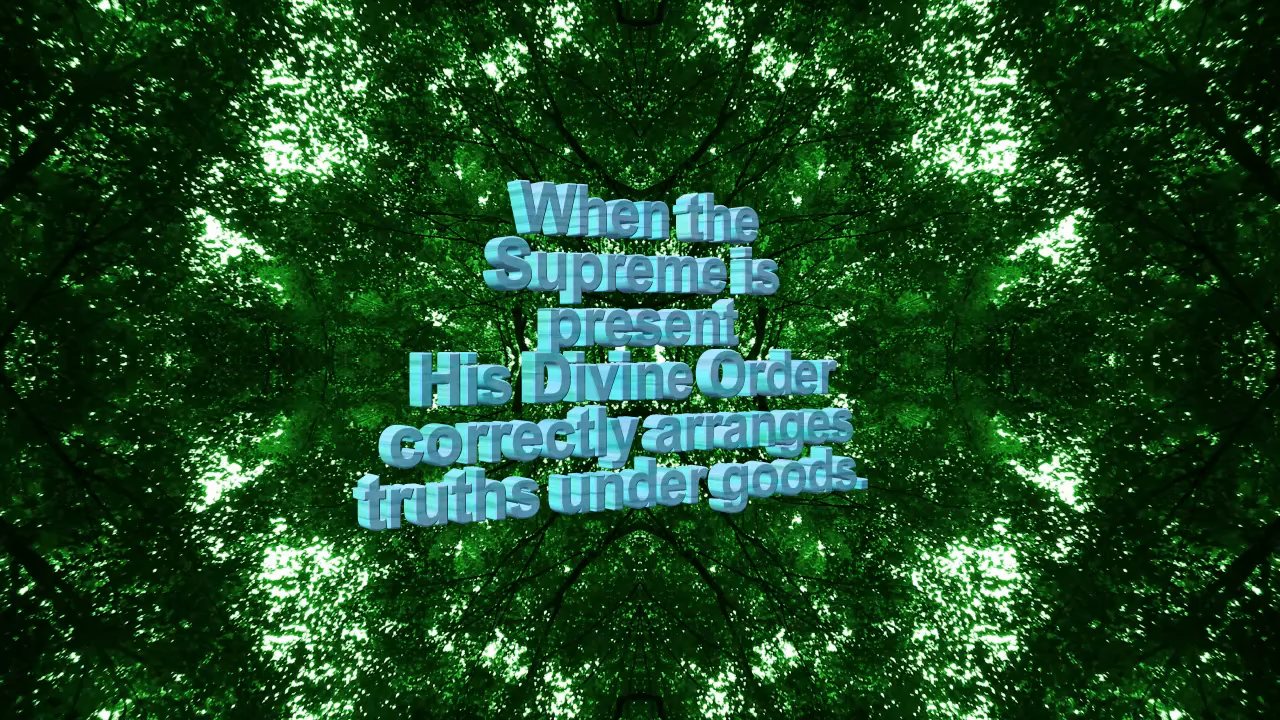 When the
Supreme is
present
His Divine Order
correctly arranges
truths under goods.